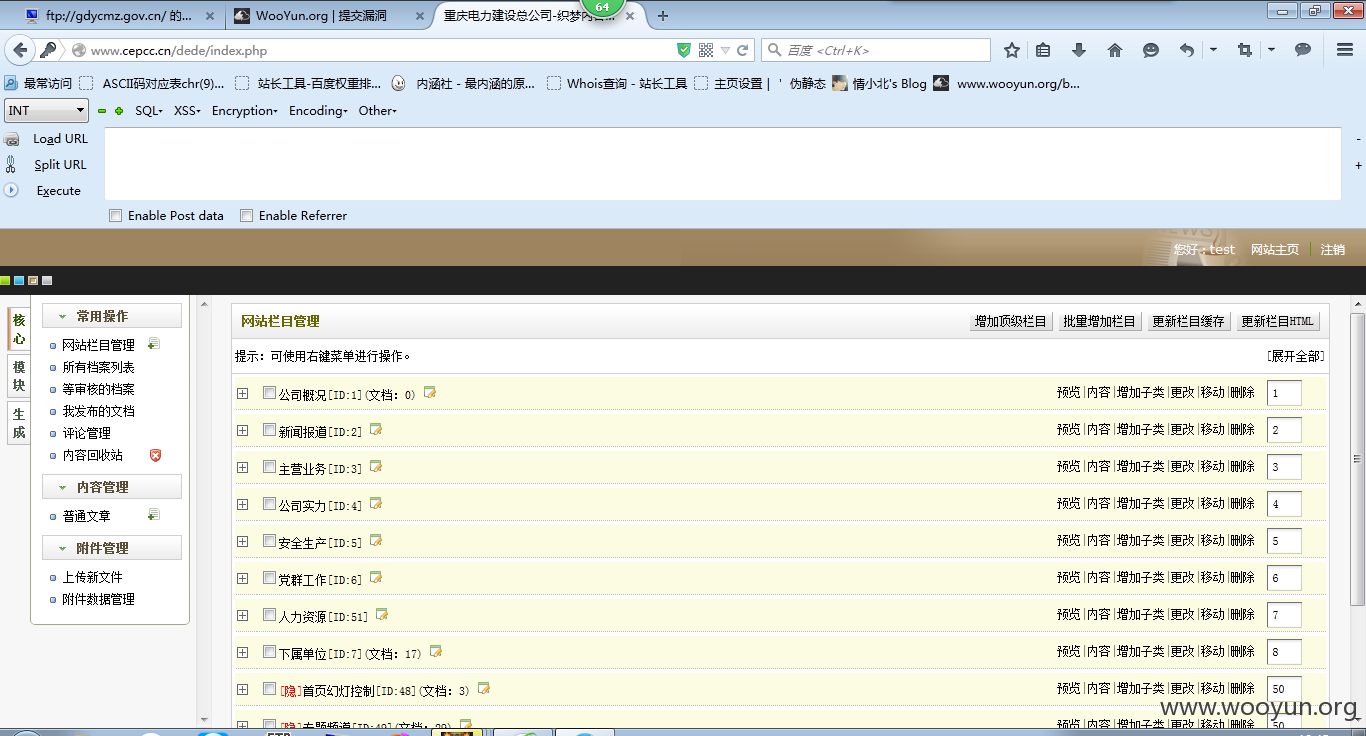 ftp://gdycmz.gov.cn/ 的... WooYun.org | 提交漏洞 重庆电力建设总公司-织梦内容... 64
www.cepcc.cn/dede/index.php 百度 <Ctrl+K>
最常访问 ASCII码对应表chr(9)... 站长工具-百度权重排... 内涵社 - 最内涵的原... Whois查询 - 站长工具 主页设置 | ' 伪静态 情小北's Blog www.wooyun.org/b...
INT SQL XSS Encryption Encoding Other
Load URL
Split URL
Execute
Enable Post data Enable Referrer
您好：test 网站主页 注销
核心
模块
生成
常用操作
网站栏目管理
所有档案列表
等审核的档案
我发布的文档
评论管理
内容回收站
内容管理
普通文章
附件管理
上传新文件
附件数据管理
网站栏目管理 增加顶级栏目 批量增加栏目 更新栏目缓存 更新栏目HTML
提示：可使用右键菜单进行操作。 [展开全部]
公司概况[ID:1](文档：0) 预览|内容|增加子类|更改|移动|删除 1
新闻报道[ID:2] 预览|内容|增加子类|更改|移动|删除 2
主营业务[ID:3] 预览|内容|增加子类|更改|移动|删除 3
公司实力[ID:4] 预览|内容|增加子类|更改|移动|删除 4
安全生产[ID:5] 预览|内容|增加子类|更改|移动|删除 5
党群工作[ID:6] 预览|内容|增加子类|更改|移动|删除 6
人力资源[ID:51] 预览|内容|增加子类|更改|移动|删除 7
下属单位[ID:7](文档：17) 预览|内容|增加子类|更改|移动|删除 8
[隐]首页幻灯控制[ID:48](文档：3) 预览|内容|增加子类|更改|移动|删除 50
[隐]专题频道[ID:49](文档：29) 预览|内容|增加子类|更改|移动|删除 50
www.wooyun.org